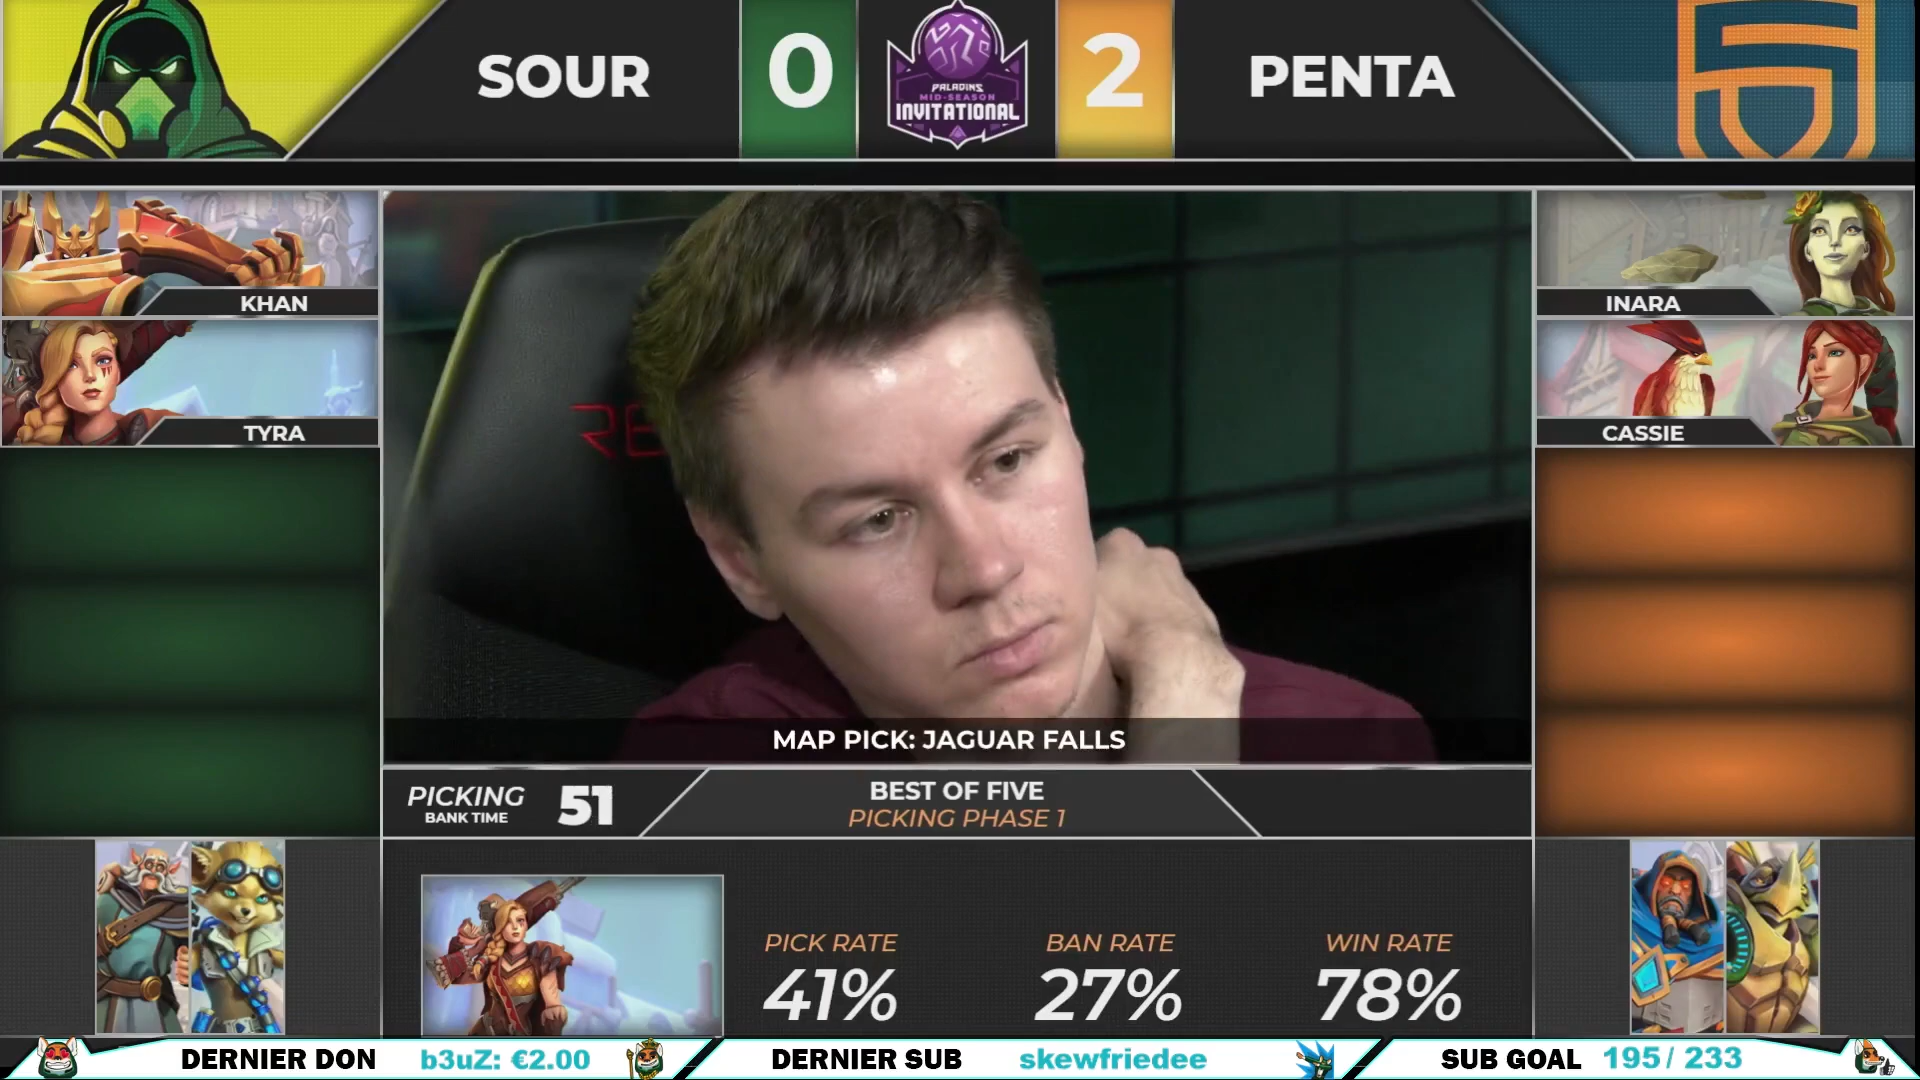 SOUR
0
PALADINS
MID-SEASON
INVITATIONAL
2
PENTA
KHAN
TYRA
INARA
CASSIE
RE
MAP PICK: JAGUAR FALLS
PICKING
BANK TIME
51
BEST OF FIVE
PICKING PHASE 1
PICK RATE
41%
BAN RATE
27%
WIN RATE
78%
DERNIER DON b3uZ: €2.00
DERNIER SUB skewfriedee
SUB GOAL 195 / 233